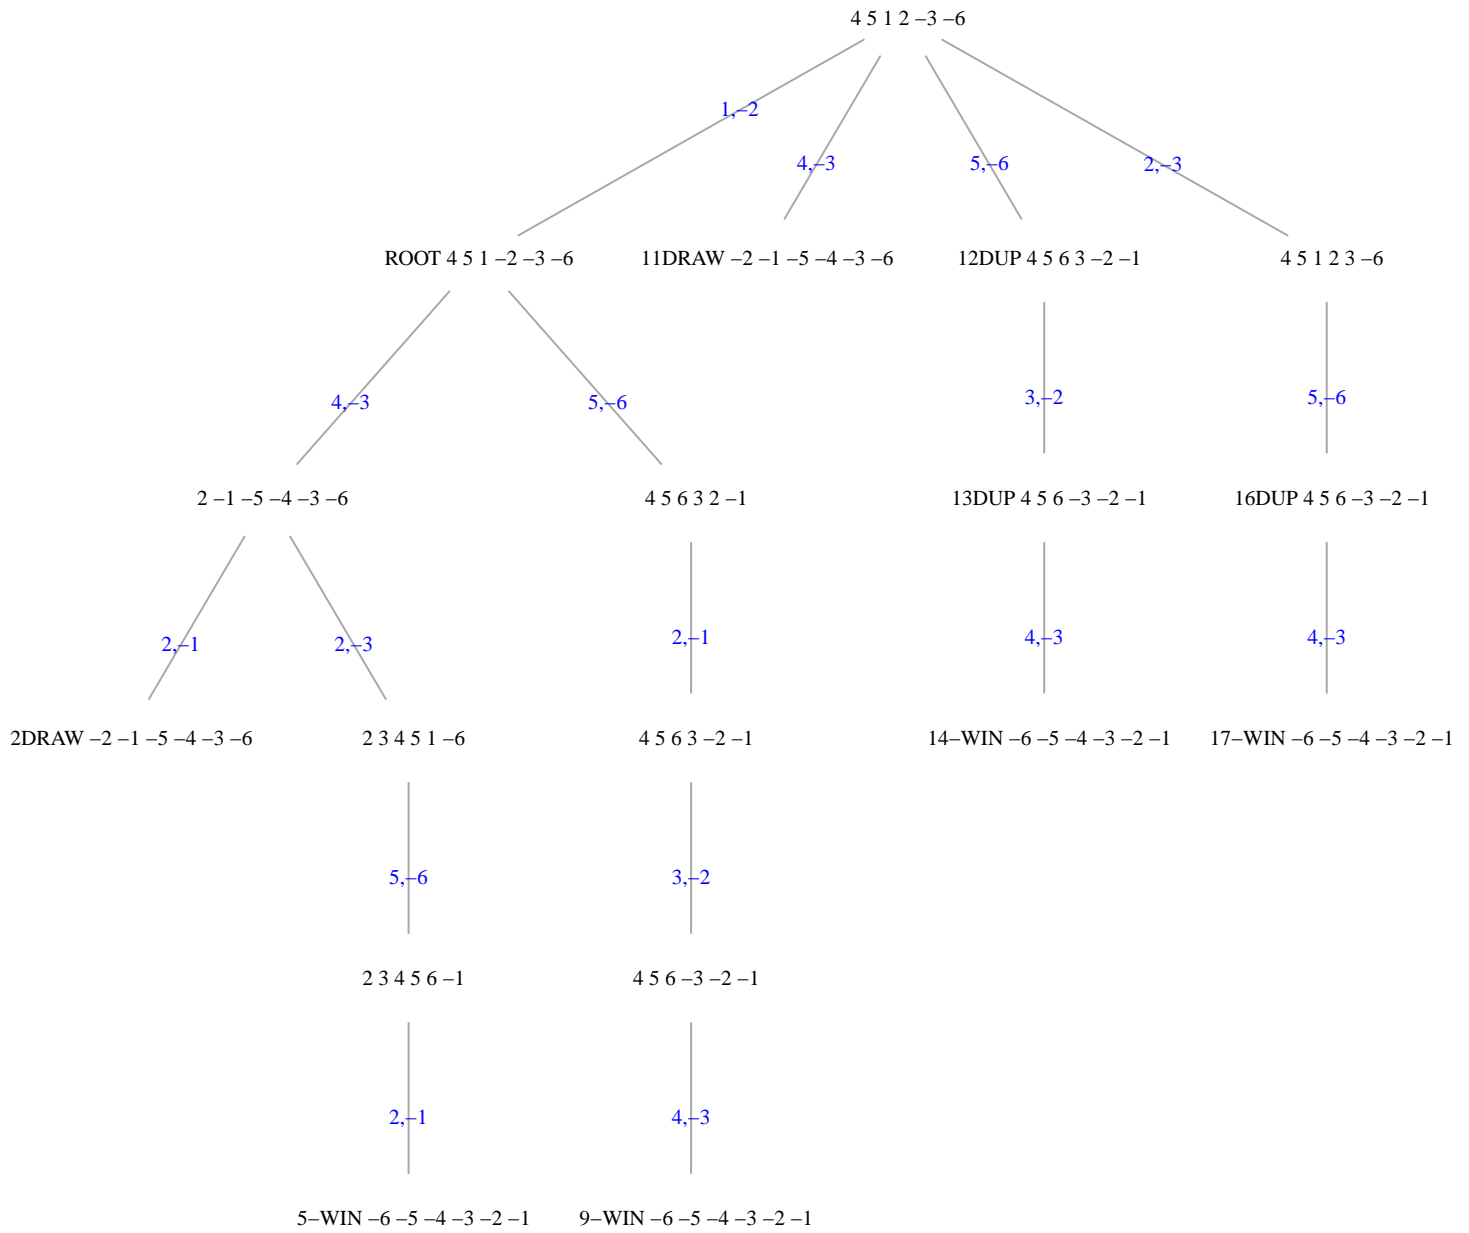 4 5 1 2 –3 –6
1,–2
4,–3
5,–6
2,–3
ROOT 4 5 1 –2 –3 –6
11DRAW –2 –1 –5 –4 –3 –6
12DUP 4 5 6 3 –2 –1
4 5 1 2 3 –6
4,–3
5,–6
3,–2
5,–6
2 –1 –5 –4 –3 –6
4 5 6 3 2 –1
13DUP 4 5 6 –3 –2 –1
16DUP 4 5 6 –3 –2 –1
2,–1
2,–3
2,–1
4,–3
4,–3
2DRAW –2 –1 –5 –4 –3 –6
2 3 4 5 1 –6
4 5 6 3 –2 –1
14–WIN –6 –5 –4 –3 –2 –1
17–WIN –6 –5 –4 –3 –2 –1
5,–6
3,–2
2 3 4 5 6 –1
4 5 6 –3 –2 –1
2,–1
4,–3
5–WIN –6 –5 –4 –3 –2 –1
9–WIN –6 –5 –4 –3 –2 –1